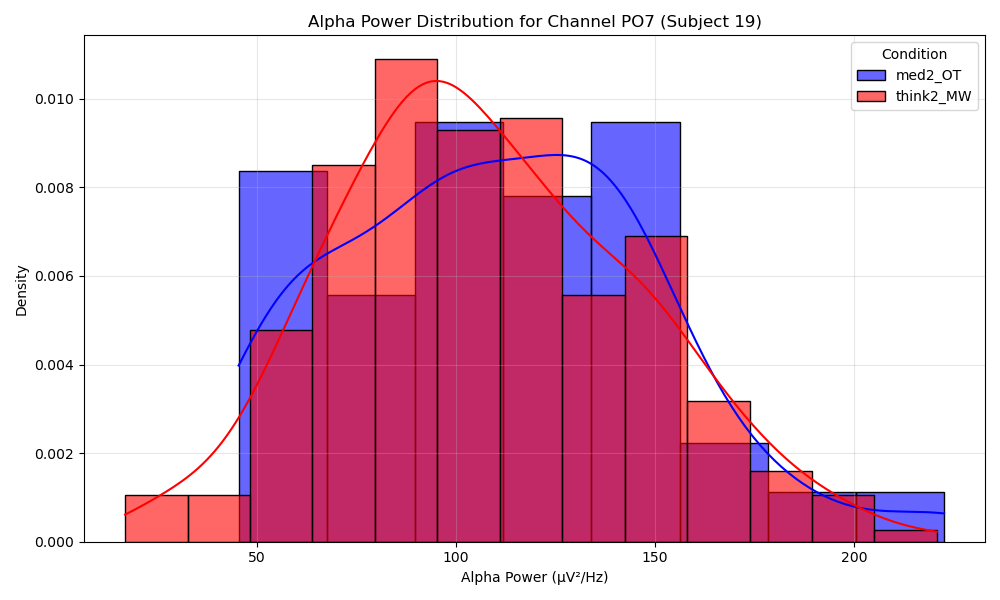 Alpha Power Distribution for Channel PO7 (Subject 19)
Condition
med2_OT
think2_MW
Density
0.010
0.008
0.006
0.004
0.002
0.000
50
100
150
200
Alpha Power (μV²/Hz)